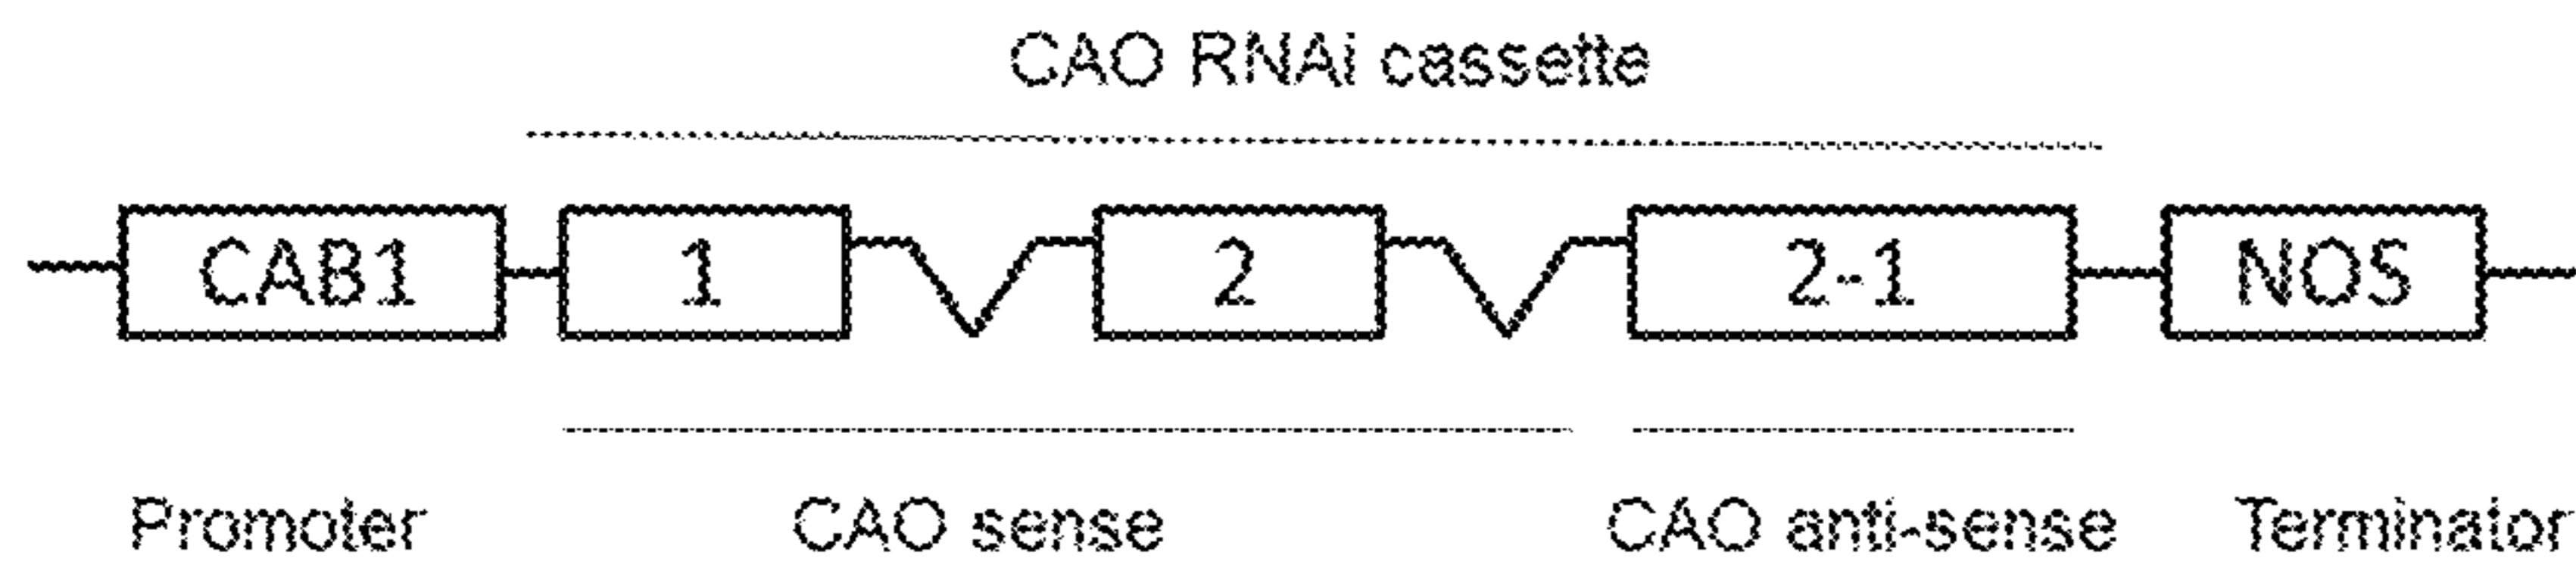 CAO RNAi cassette
CAB1 1 2 2-1 NOS
Promoter CAO sense CAO anti-sense Terminator